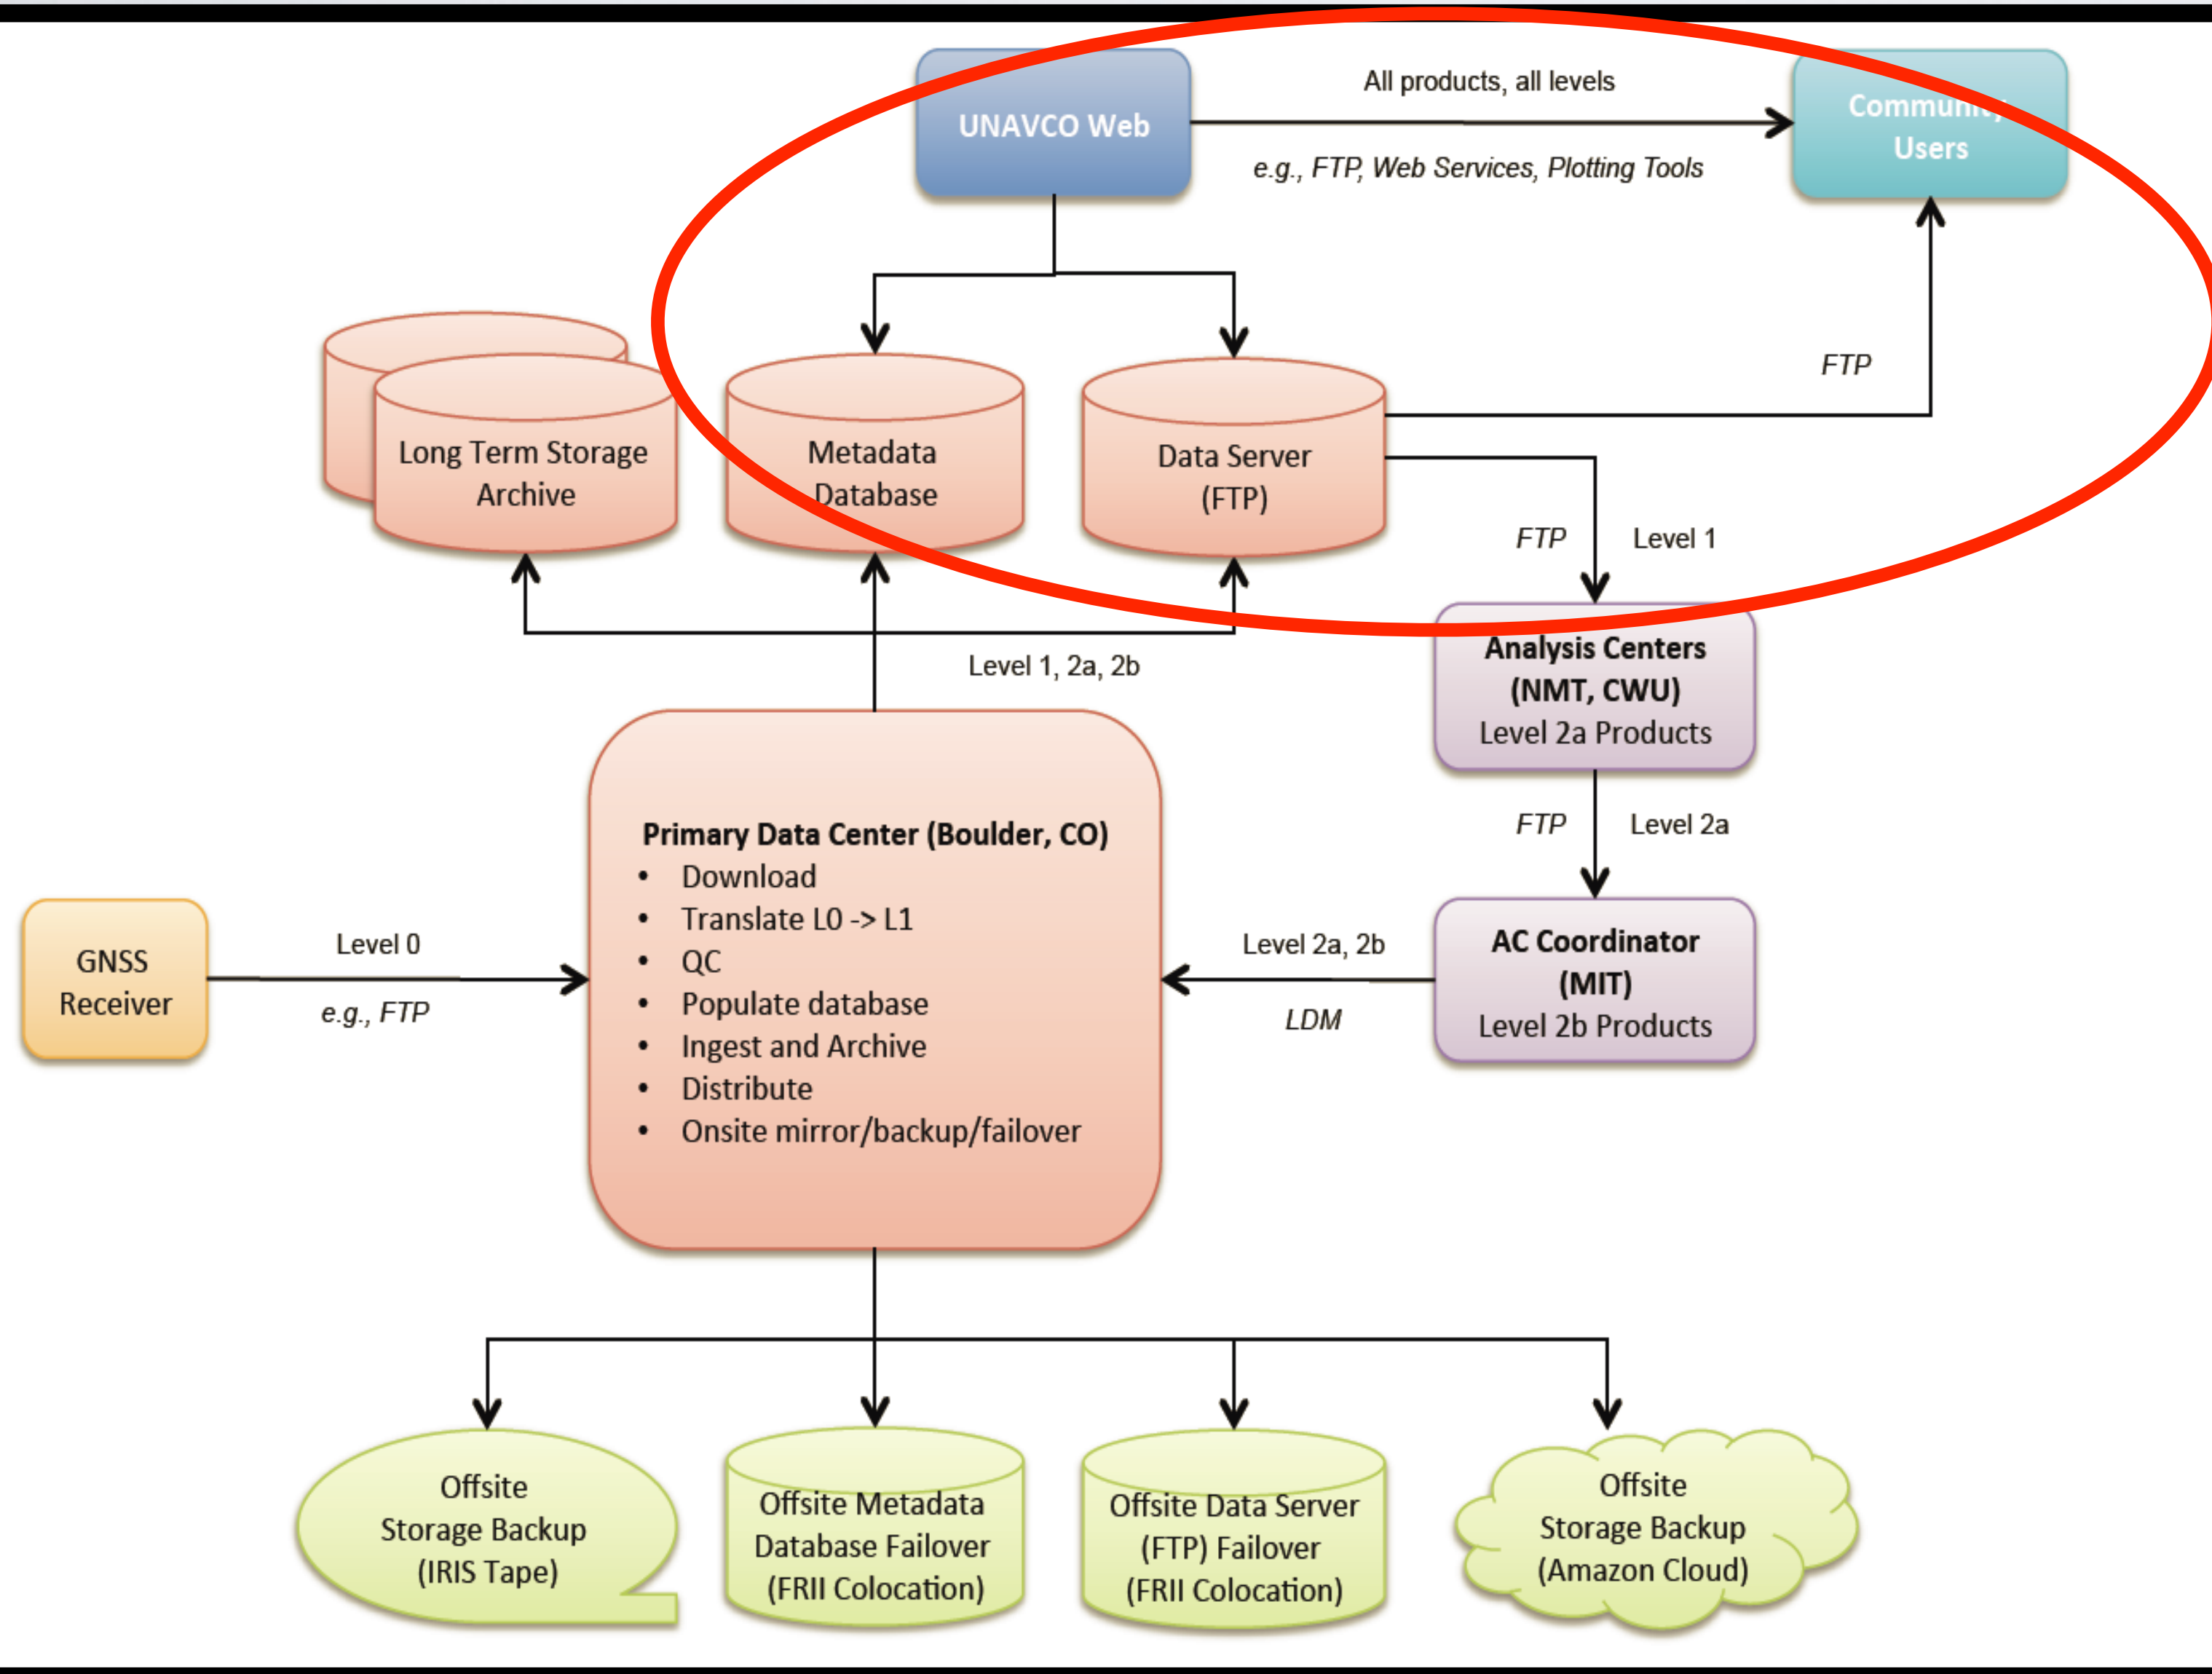 UNAVCO Web
All products, all levels
e.g., FTP, Web Services, Plotting Tools
Community
Users
Long Term Storage
Archive
Metadata
Database
Data Server
(FTP)
FTP
FTP
Level 1
Level 1, 2a, 2b
Analysis Centers
(NMT, CWU)
Level 2a Products
FTP
Level 2a
Primary Data Center (Boulder, CO)
• Download
• Translate L0 -> L1
• QC
• Populate database
• Ingest and Archive
• Distribute
• Onsite mirror/backup/failover
GNSS
Receiver
Level 0
e.g., FTP
Level 2a, 2b
LDM
AC Coordinator
(MIT)
Level 2b Products
Offsite
Storage Backup
(IRIS Tape)
Offsite Metadata
Database Failover
(FRII Colocation)
Offsite Data Server
(FTP) Failover
(FRII Colocation)
Offsite
Storage Backup
(Amazon Cloud)